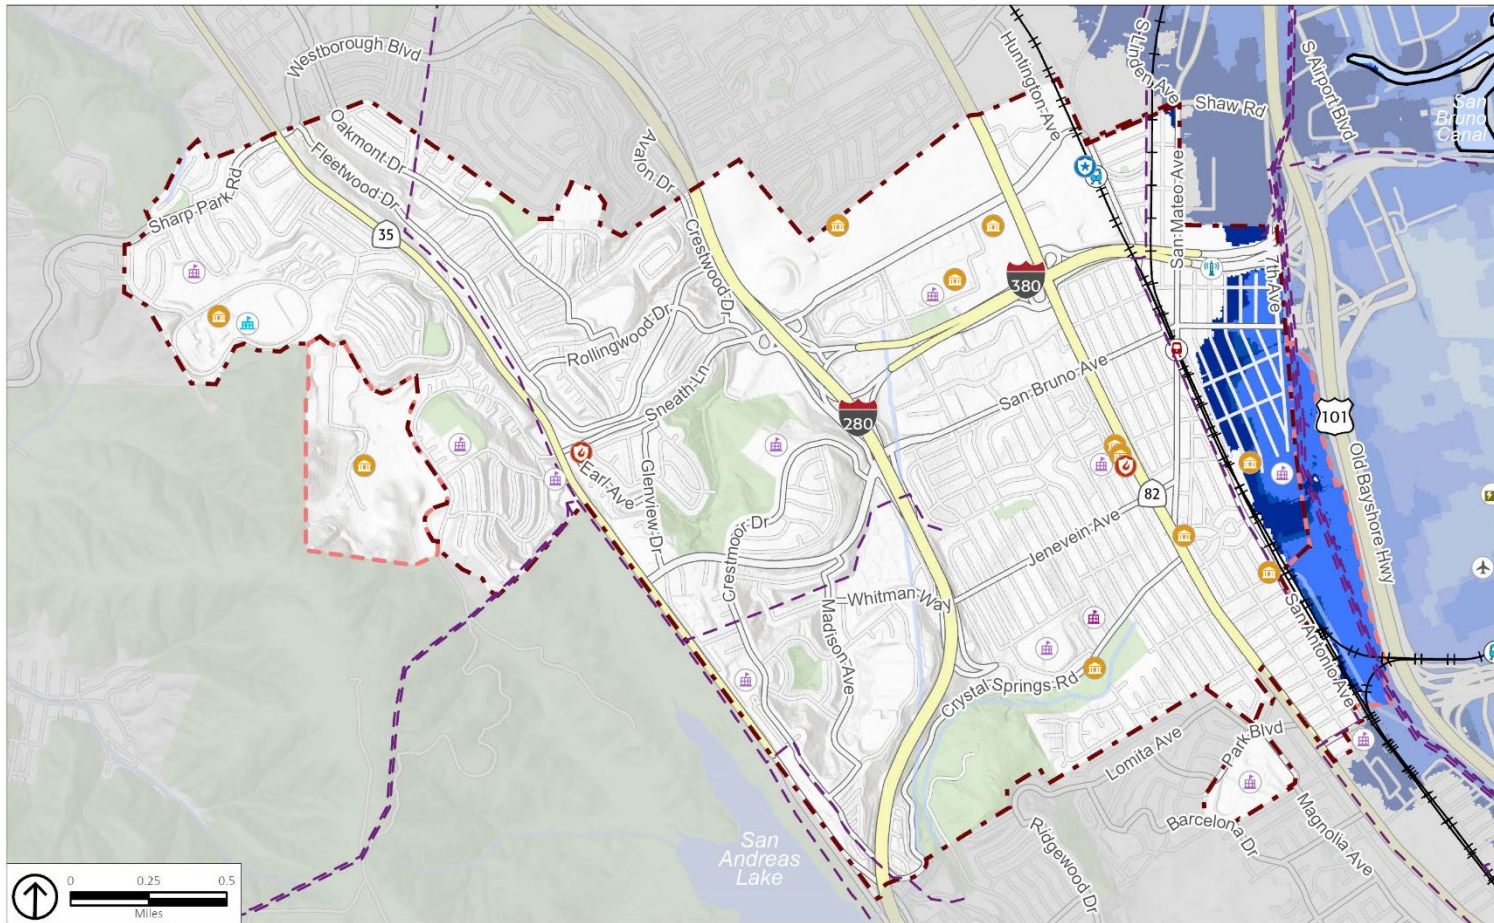 Westborough Blvd
Huntington Ave
S Linden Ave
Shaw Rd
S Airport Blvd
San
Bruno
Canal
Oakmont Dr
Fleetwood Dr
Avalon Dr
Sharp Park Rd
35
San Mateo Ave
7th Ave
Crestwood Dr
380
Rollingwood Dr
Sneath Ln
San Bruno Ave
280
101
Earl Ave
Glenview Dr
82
Old Bayshore Hwy
Crestmoor Dr
Jenevein Ave
Whitman Way
Madison Ave
San Antonio Ave
Crystal Springs Rd
Lomita Ave
Park Blvd
Magnolia Ave
Barcelona Dr
Ridgewood Dr
San
Andreas
Lake
0 0.25 0.5
Miles